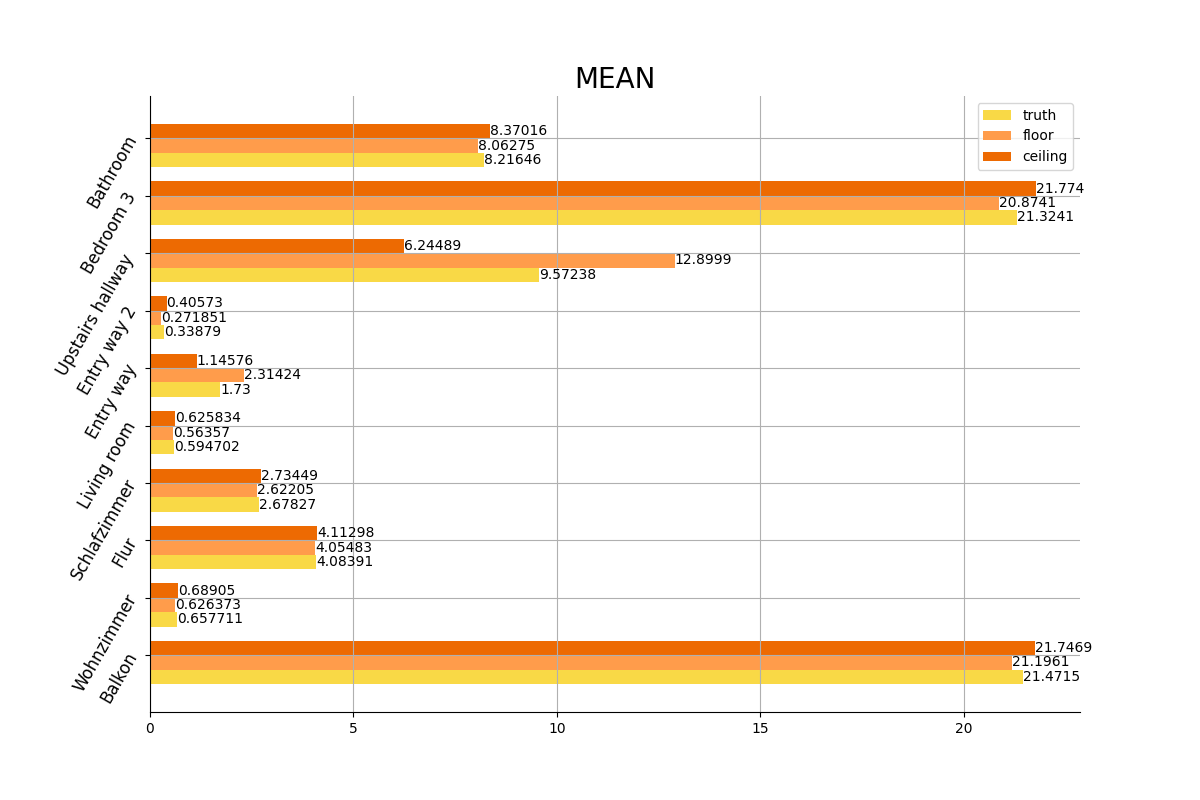 MEAN
truth
floor
ceiling
Bathroom
8.37016
8.06275
8.21646
Bedroom 3
21.774
20.8741
21.3241
Upstairs hallway
6.24489
12.8999
9.57238
Entry way 2
0.40573
0.271851
0.33879
Entry way
1.14576
2.31424
1.73
Living room
0.625834
0.56357
0.594702
Schlafzimmer
2.73449
2.62205
2.67827
Flur
4.11298
4.05483
4.08391
Wohnzimmer
0.68905
0.626373
0.657711
Balkon
21.7469
21.1961
21.4715
0 5 10 15 20